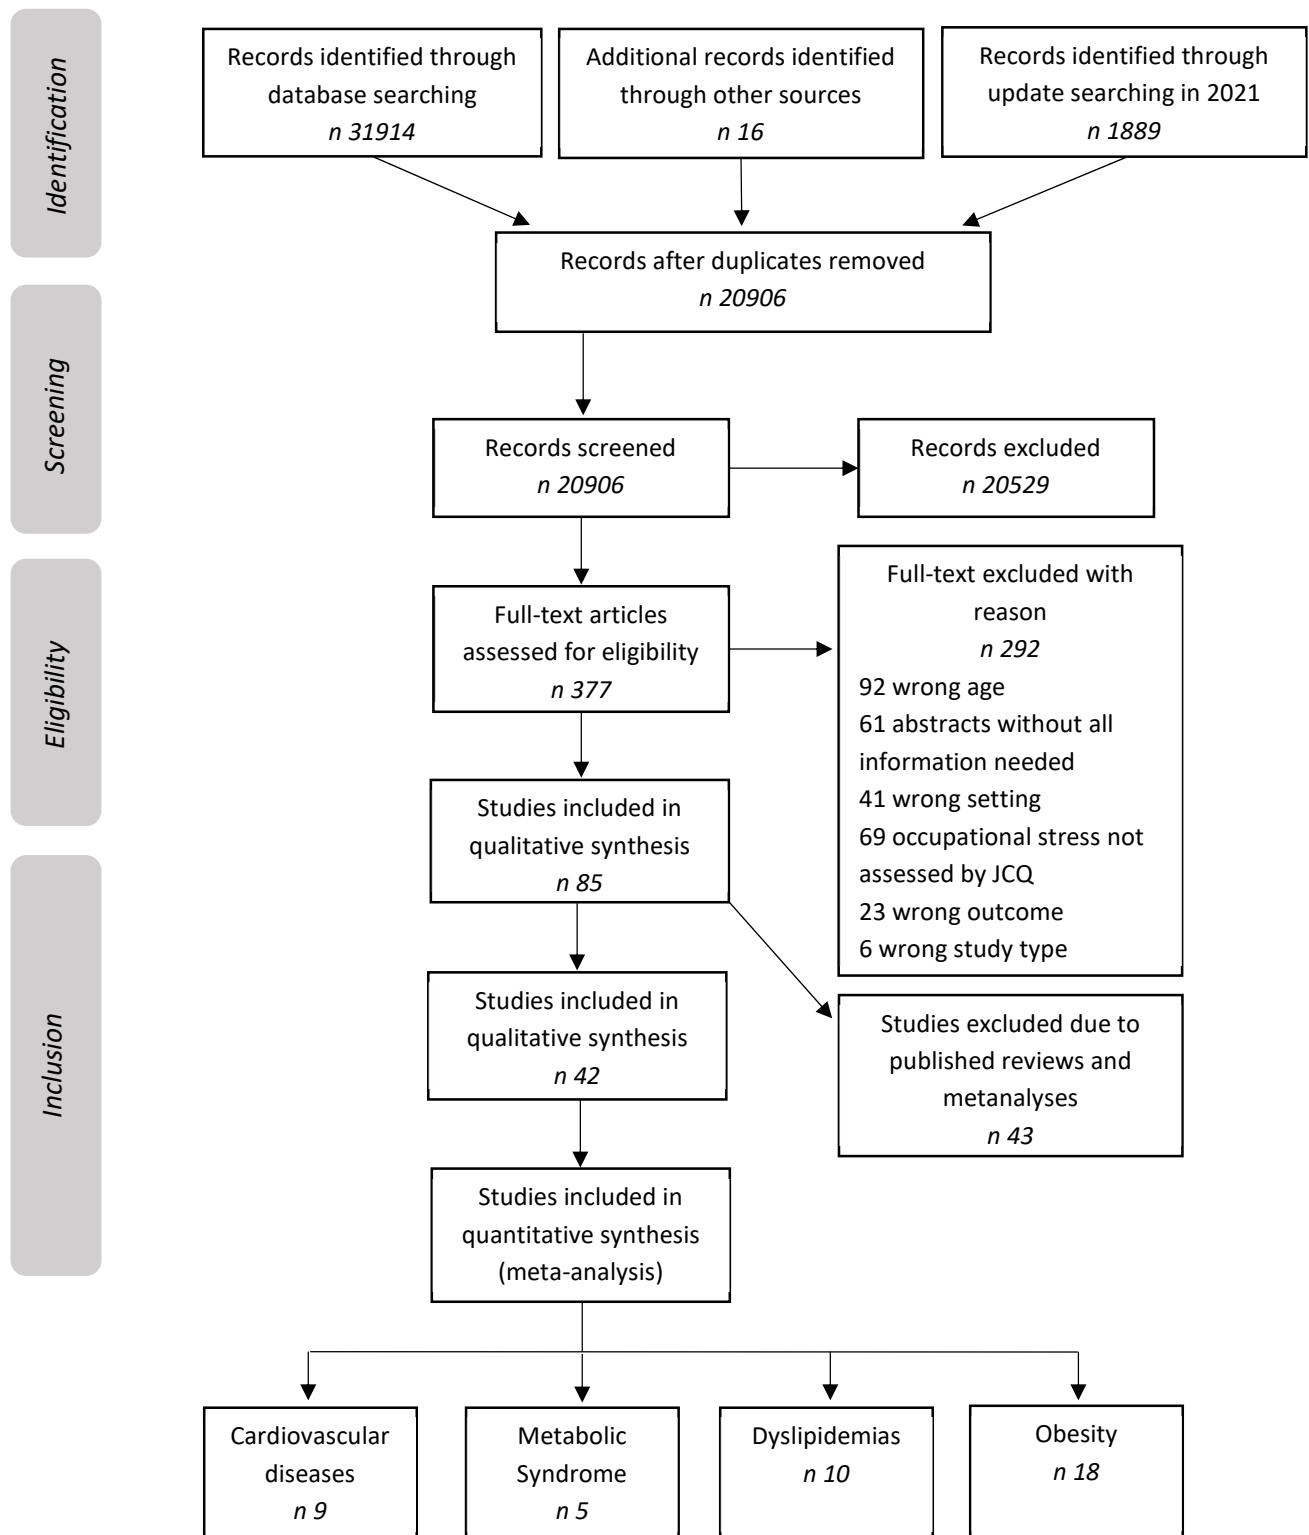 Identification
Records identified through
database searching
n 31914
Additional records identified
through other sources
n 16
Records identified through
update searching in 2021
n 1889
Records after duplicates removed
n 20906
Screening
Records screened
n 20906
Records excluded
n 20529
Eligibility
Full-text articles
assessed for eligibility
n 377
Full-text excluded with
reason
n 292
92 wrong age
61 abstracts without all
information needed
41 wrong setting
69 occupational stress not
assessed by JCQ
23 wrong outcome
6 wrong study type
Studies included in
qualitative synthesis
n 85
Inclusion
Studies included in
qualitative synthesis
n 42
Studies excluded due to
published reviews and
metanalyses
n 43
Studies included in
quantitative synthesis
(meta-analysis)
Cardiovascular
diseases
n 9
Metabolic
Syndrome
n 5
Dyslipidemias
n 10
Obesity
n 18